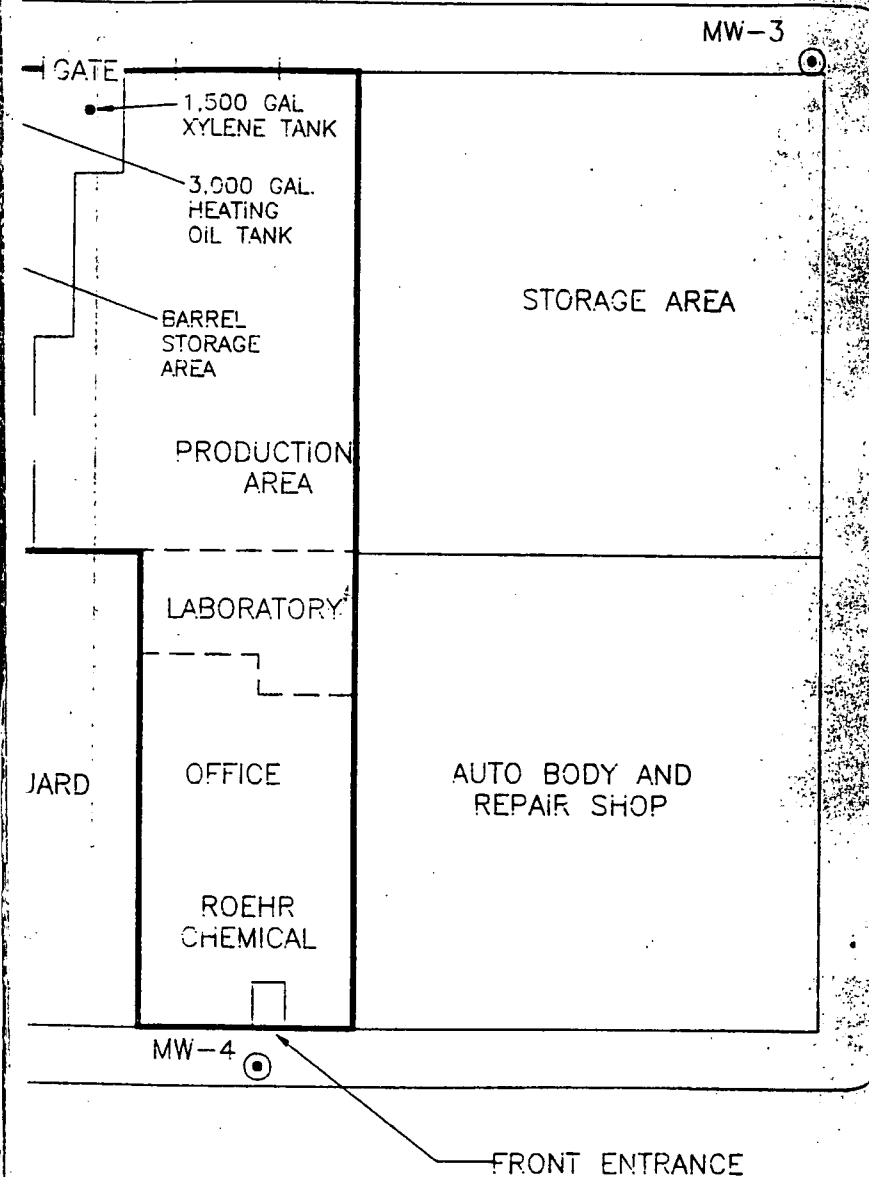 MW-3
GATE
1,500 GAL
XYLENE TANK
3,000 GAL.
HEATING
OIL TANK
STORAGE AREA
BARREL
STORAGE
AREA
PRODUCTION
AREA
LABORATORY
OFFICE
AUTO BODY AND
REPAIR SHOP
ROEHR
CHEMICAL
MW-4
FRONT ENTRANCE